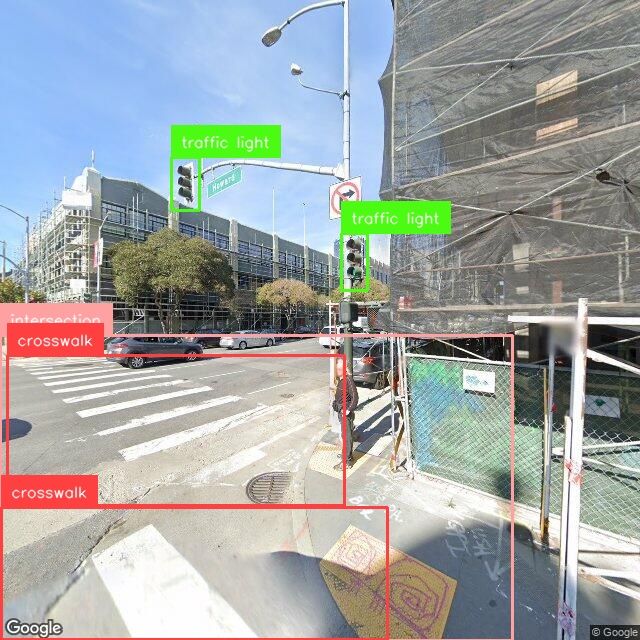 traffic light
Howard
traffic light
intersection
crosswalk
crosswalk
Google
© Google